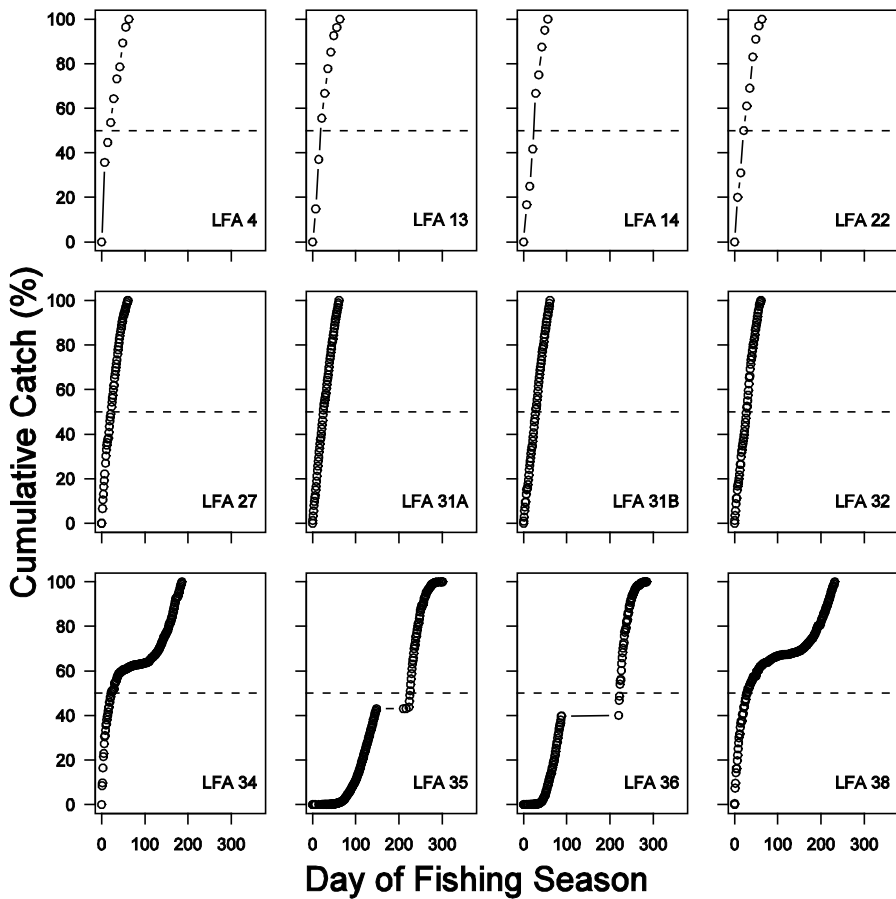 100
80
60
40
20
0
LFA 4
LFA 13
LFA 14
LFA 22
Cumulative Catch (%)
100
80
60
40
20
0
LFA 27
LFA 31A
LFA 31B
LFA 32
100
80
60
40
20
0
LFA 34
LFA 35
LFA 36
LFA 38
0 100 200 300
0 100 200 300
0 100 200 300
0 100 200 300
Day of Fishing Season